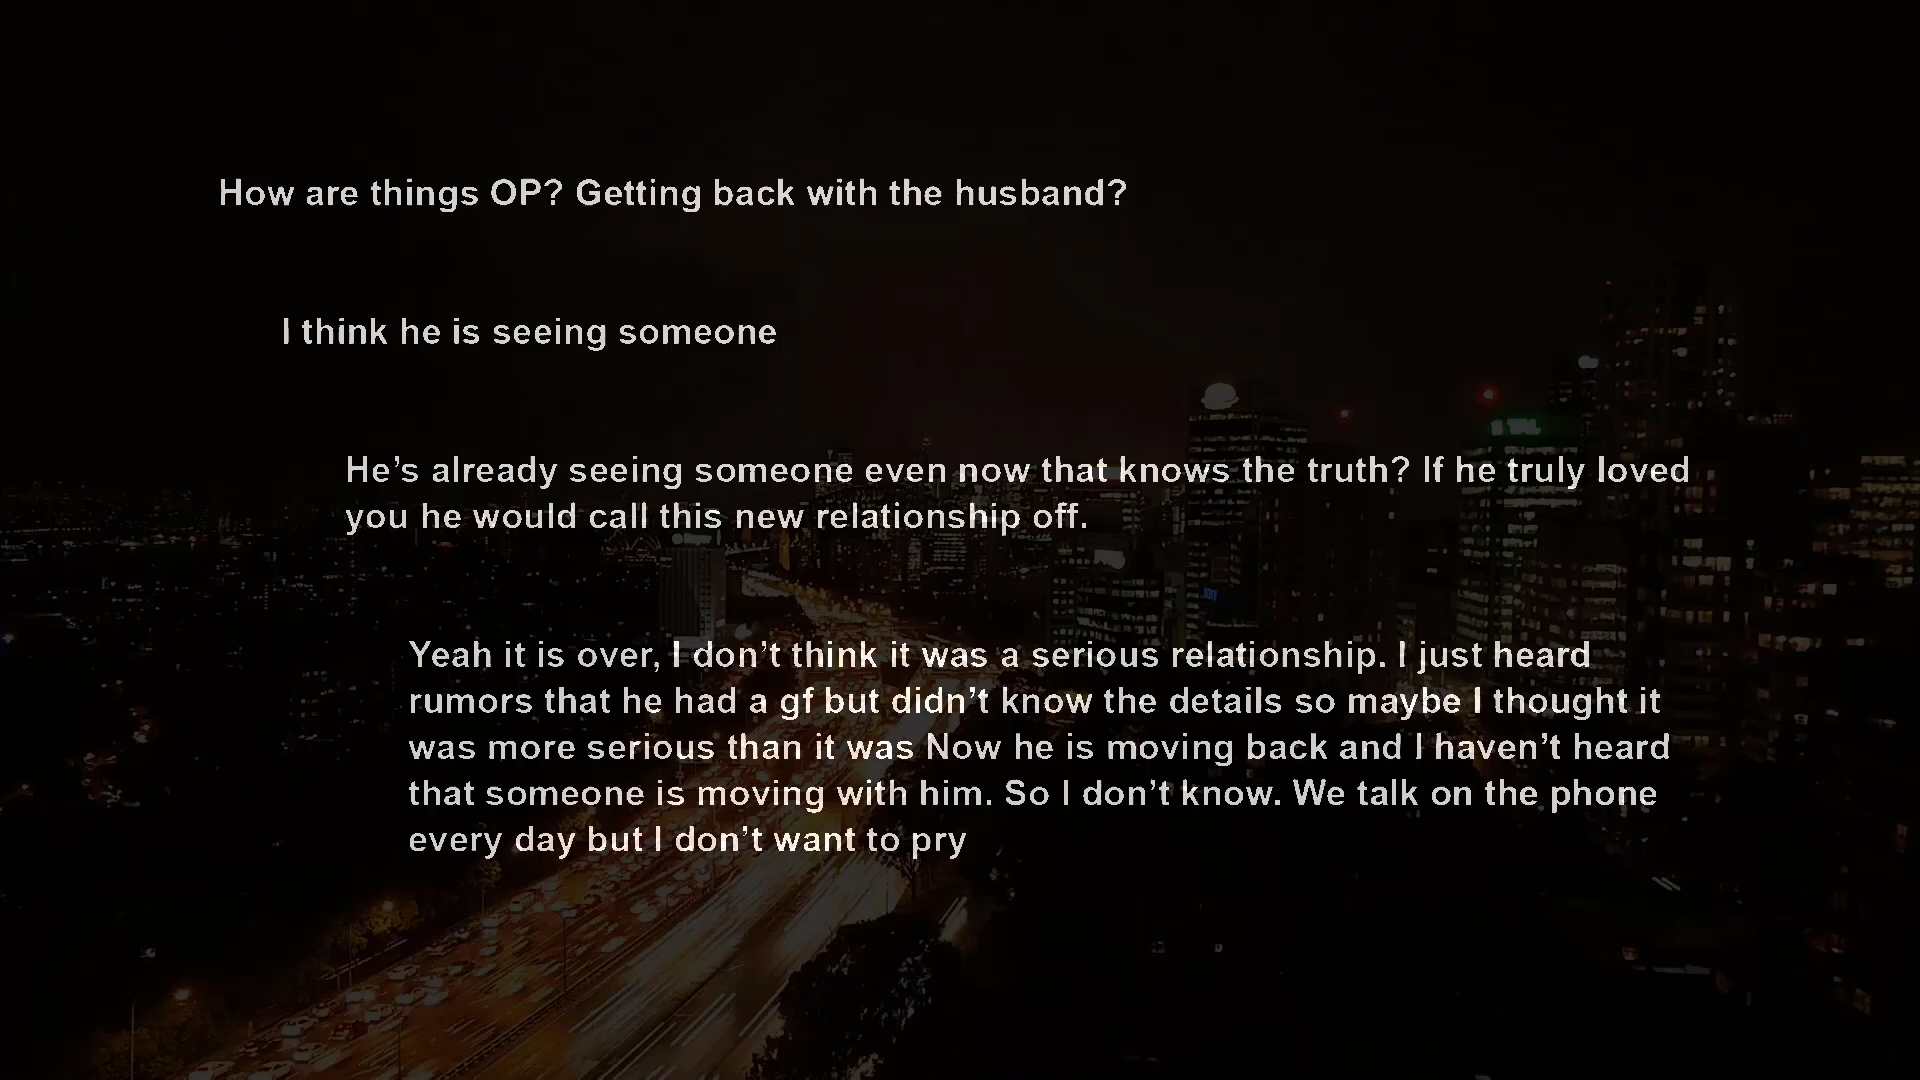 How are things OP? Getting back with the husband?
I think he is seeing someone
He's already seeing someone even now that knows the truth? If he truly loved
you he would call this new relationship off.
Yeah it is over, I don't think it was a serious relationship. I just heard
rumors that he had a gf but didn't know the details so maybe I thought it
was more serious than it was Now he is moving back and I haven't heard
that someone is moving with him. So I don't know. We talk on the phone
every day but I don't want to pry